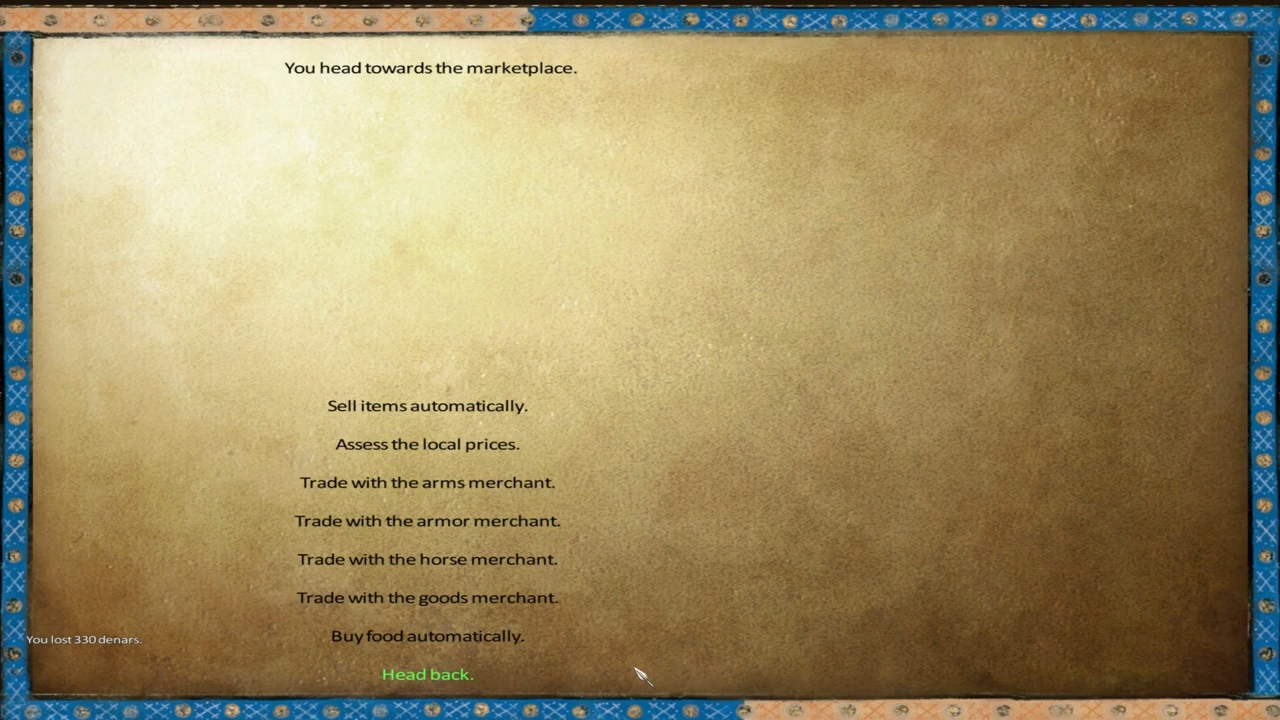 You head towards the marketplace.
Sell items automatically.
Assess the local prices.
Trade with the arms merchant.
Trade with the armor merchant.
Trade with the horse merchant.
Trade with the goods merchant.
Buy food automatically.
You lost 330 denars.
Head back.